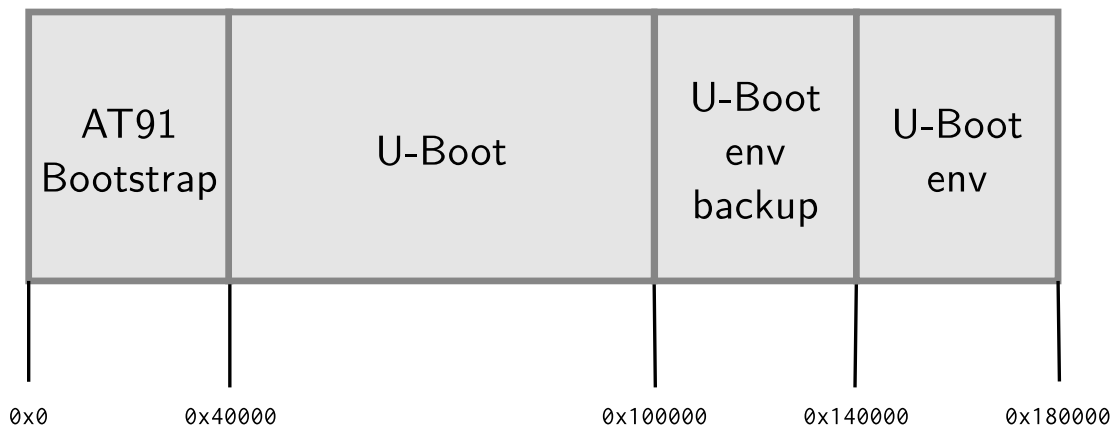 AT91
Bootstrap
U-Boot
U-Boot
env
backup
U-Boot
env
0x0
0x40000
0x100000
0x140000
0x180000